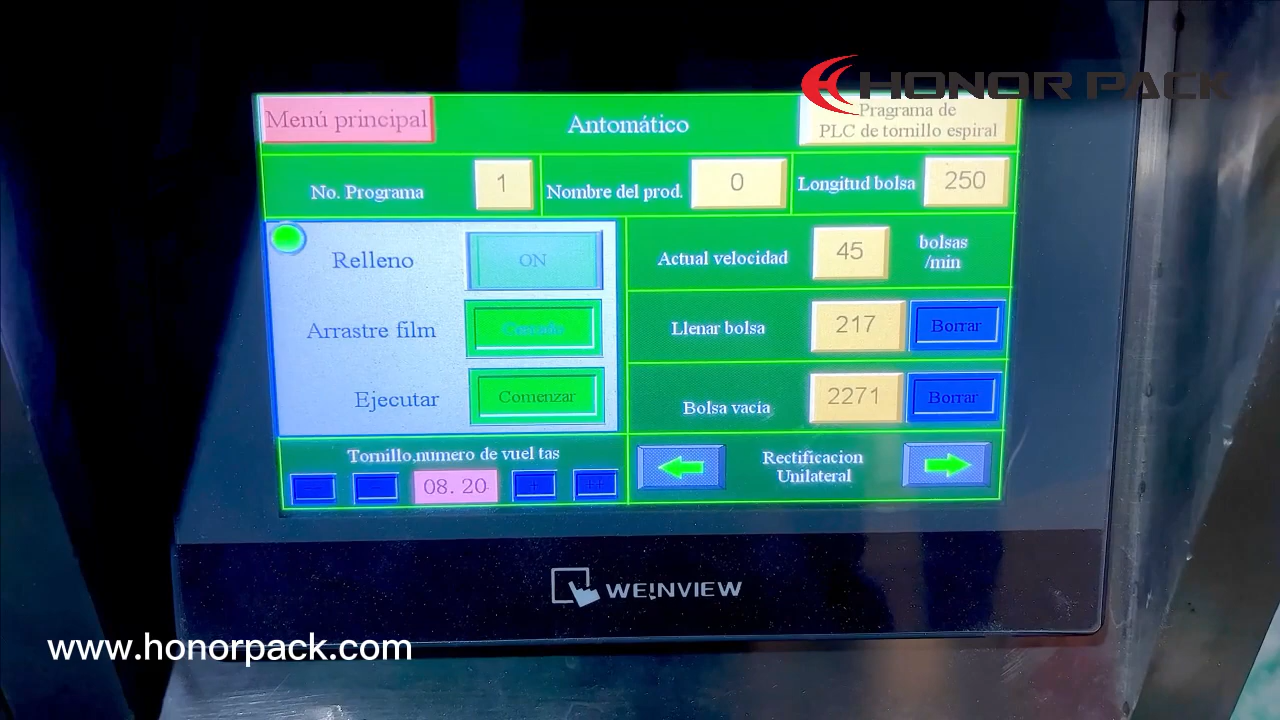 HONOR PACK
Menú principal
Antomático
Pragrama de
PLC de tornillo espiral
No. Programa
1
Nombre del prod.
0
Longitud bolsa
250
Relleno
ON
Actual velocidad
45
bolsas
/min
Arrastre film
Llenar bolsa
217
Borrar
Ejecutar
Comenzar
Bolsa vacía
2271
Borrar
Tornillo,numero de vuel tas
--
-
08. 20
+
++
Rectificacion
Unilateral
WE!NVIEW
www.honorpack.com